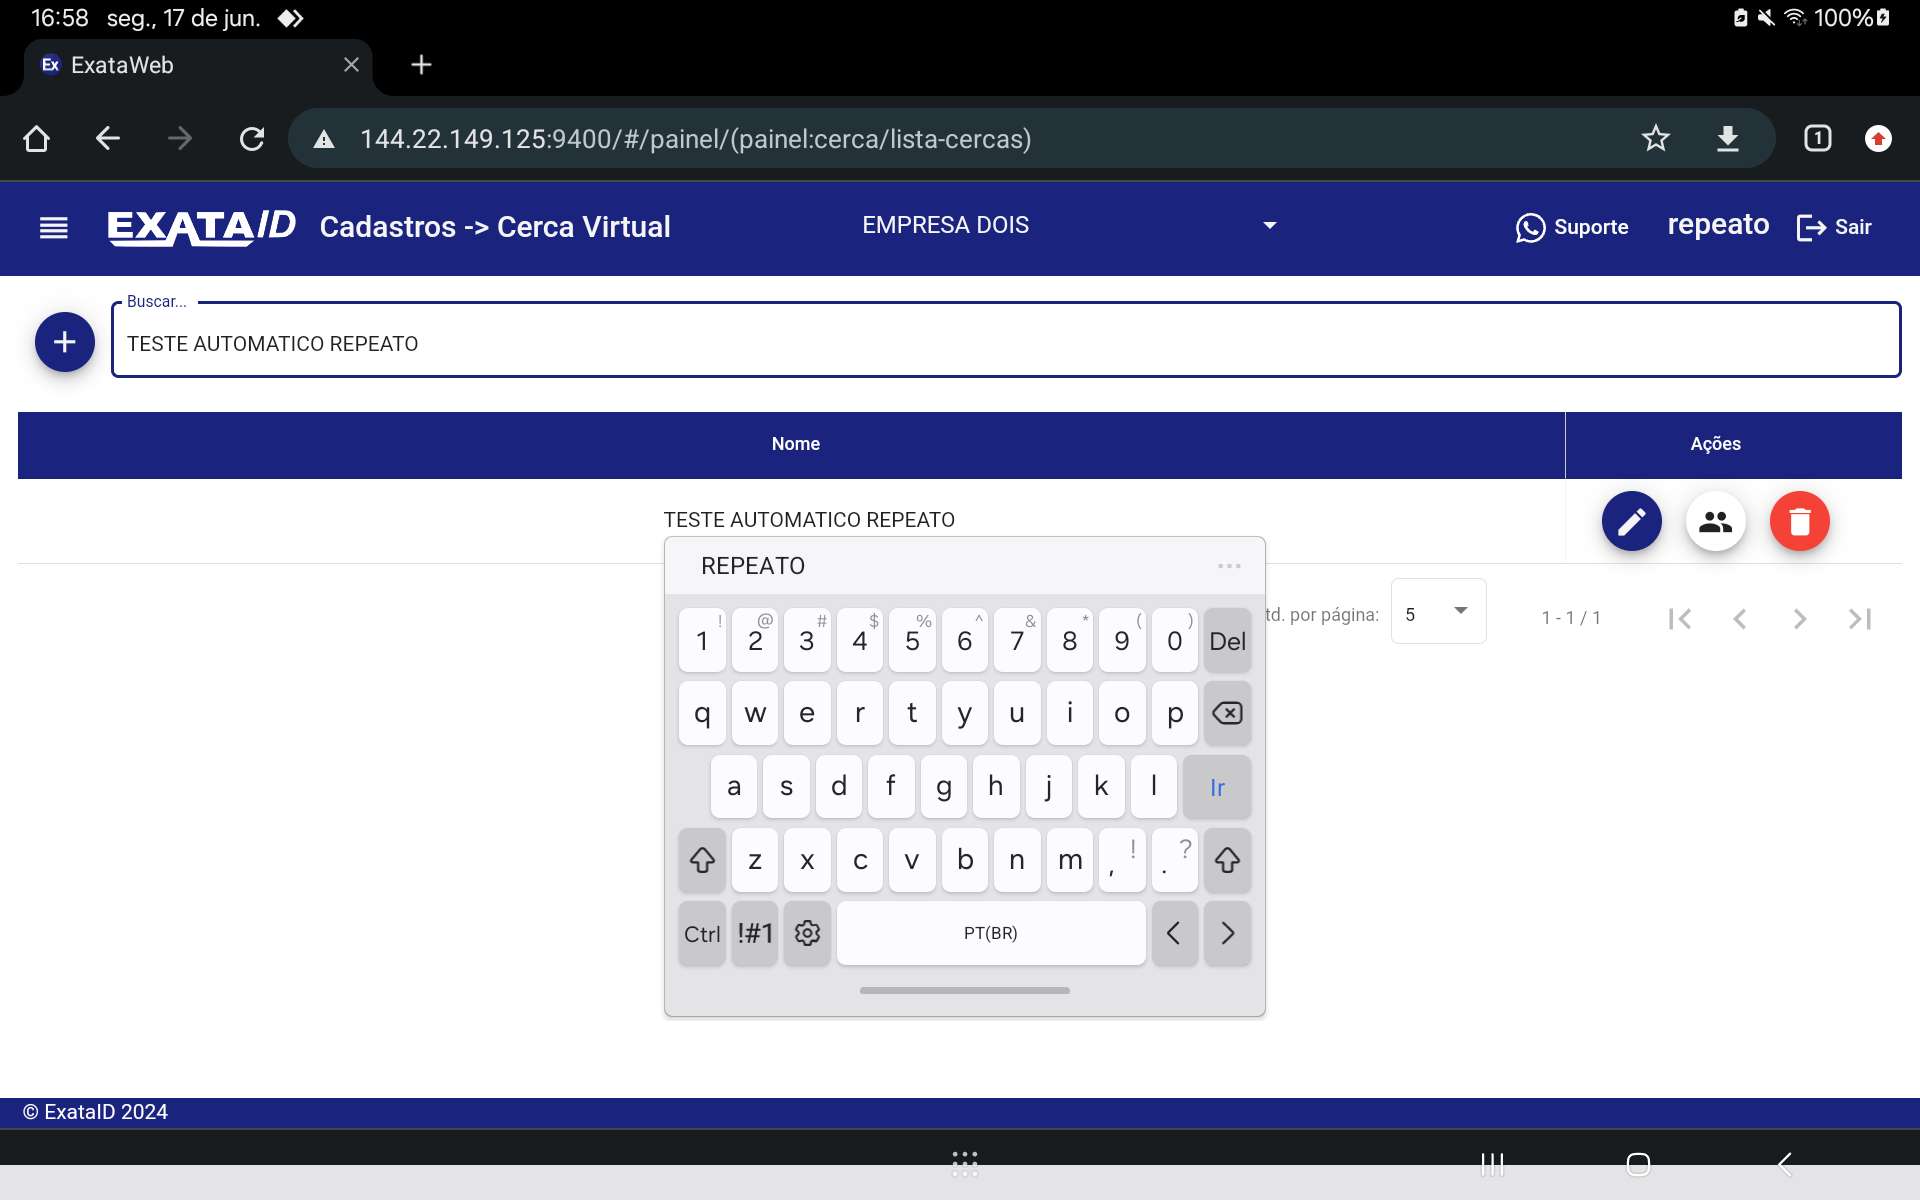 16:58 seg., 17 de jun. 100%
Ex ExataWeb
144.22.149.125:9400/#/painel/(painel:cerca/lista-cercas) 1
EXATA/D Cadastros -> Cerca Virtual EMPRESA DOIS Suporte repeato Sair
Buscar...
TESTE AUTOMATICO REPEATO
Nome Ações
TESTE AUTOMATICO REPEATO
REPEATO
td. por página: 5 1 - 1 / 1
! @ # $ % ^ & * ( )
1 2 3 4 5 6 7 8 9 0 Del
q w e r t y u i o p
a s d f g h j k l Ir
z x c v b n m , ! . ?
Ctrl !#1 PT(BR) < >
© ExataID 2024